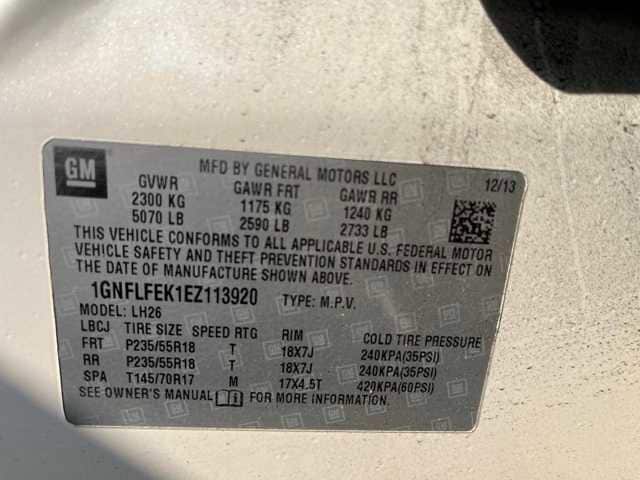 GM
MFD BY GENERAL MOTORS LLC
12/13
GVWR GAWR FRT GAWR RR
2300 KG 1175 KG 1240 KG
5070 LB 2590 LB 2733 LB
THIS VEHICLE CONFORMS TO ALL APPLICABLE U.S. FEDERAL MOTOR
VEHICLE SAFETY AND THEFT PREVENTION STANDARDS IN EFFECT ON
THE DATE OF MANUFACTURE SHOWN ABOVE.
1GNFLFEK1EZ113920 TYPE: M.P.V.
MODEL: LH26
LBCJ TIRE SIZE SPEED RTG RIM COLD TIRE PRESSURE
FRT P235/55R18 T 18X7J 240KPA(35PSI)
RR P235/55R18 T 18X7J 240KPA(35PSI)
SPA T145/70R17 M 17X4.5T 420KPA(60PSI)
SEE OWNER'S MANUAL FOR MORE INFORMATION.